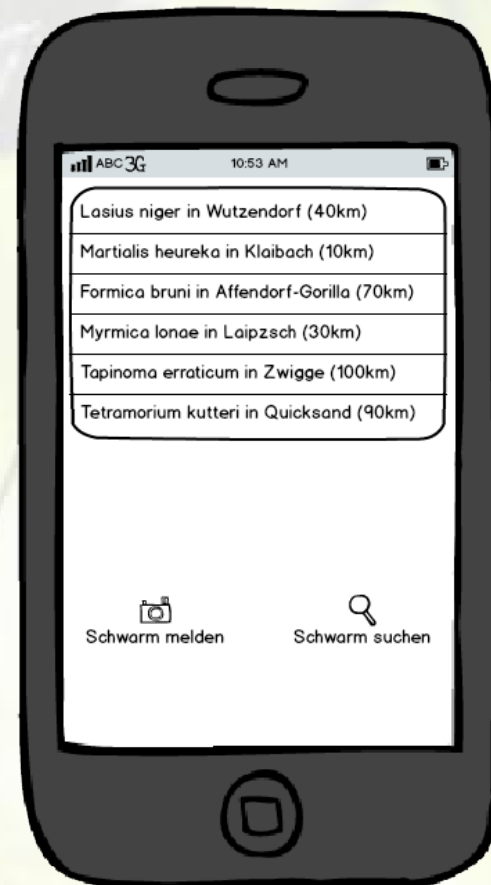 ABC 3G 10:53 AM
Lasius niger in Wutzendorf (40km)
Martialis heureka in Klaibach (10km)
Formica bruni in Affendorf-Gorilla (70km)
Myrmica lonae in Laipzsch (30km)
Tapinoma erraticum in Zwigge (100km)
Tetramorium kutteri in Quicksand (90km)
Schwarm melden Schwarm suchen